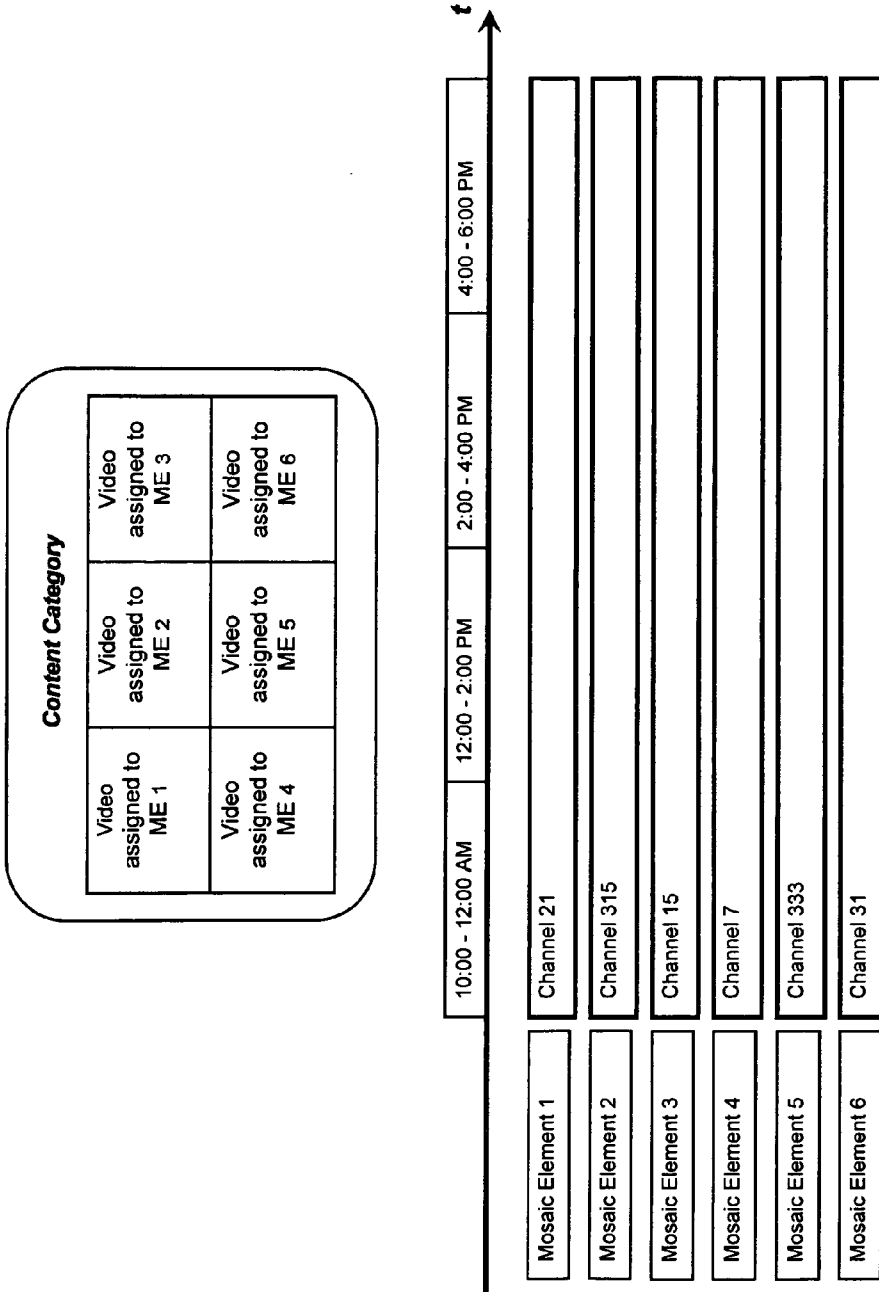 Content Category
Video
assigned to
ME 1
Video
assigned to
ME 2
Video
assigned to
ME 3
Video
assigned to
ME 4
Video
assigned to
ME 5
Video
assigned to
ME 6
10:00 - 12:00 AM
12:00 - 2:00 PM
2:00 - 4:00 PM
4:00 - 6:00 PM
t
Mosaic Element 1
Channel 21
Mosaic Element 2
Channel 315
Mosaic Element 3
Channel 15
Mosaic Element 4
Channel 7
Mosaic Element 5
Channel 333
Mosaic Element 6
Channel 31